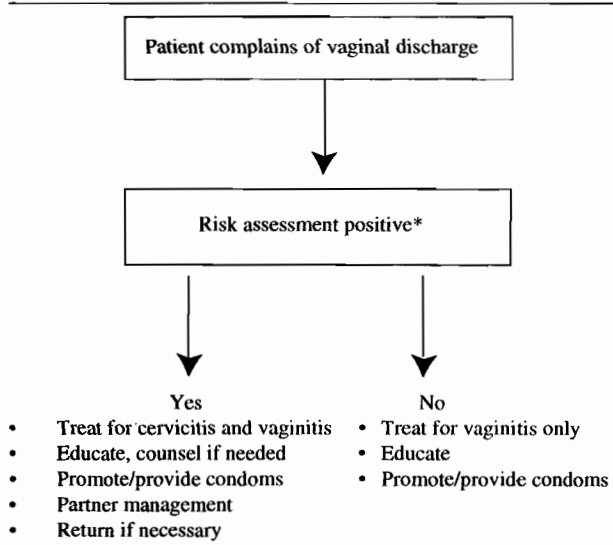 Patient complains of vaginal discharge
Risk assessment positive*
Yes
• Treat for cervicitis and vaginitis
• Educate, counsel if needed
• Promote/provide condoms
• Partner management
• Return if necessary
No
• Treat for vaginitis only
• Educate
• Promote/provide condoms